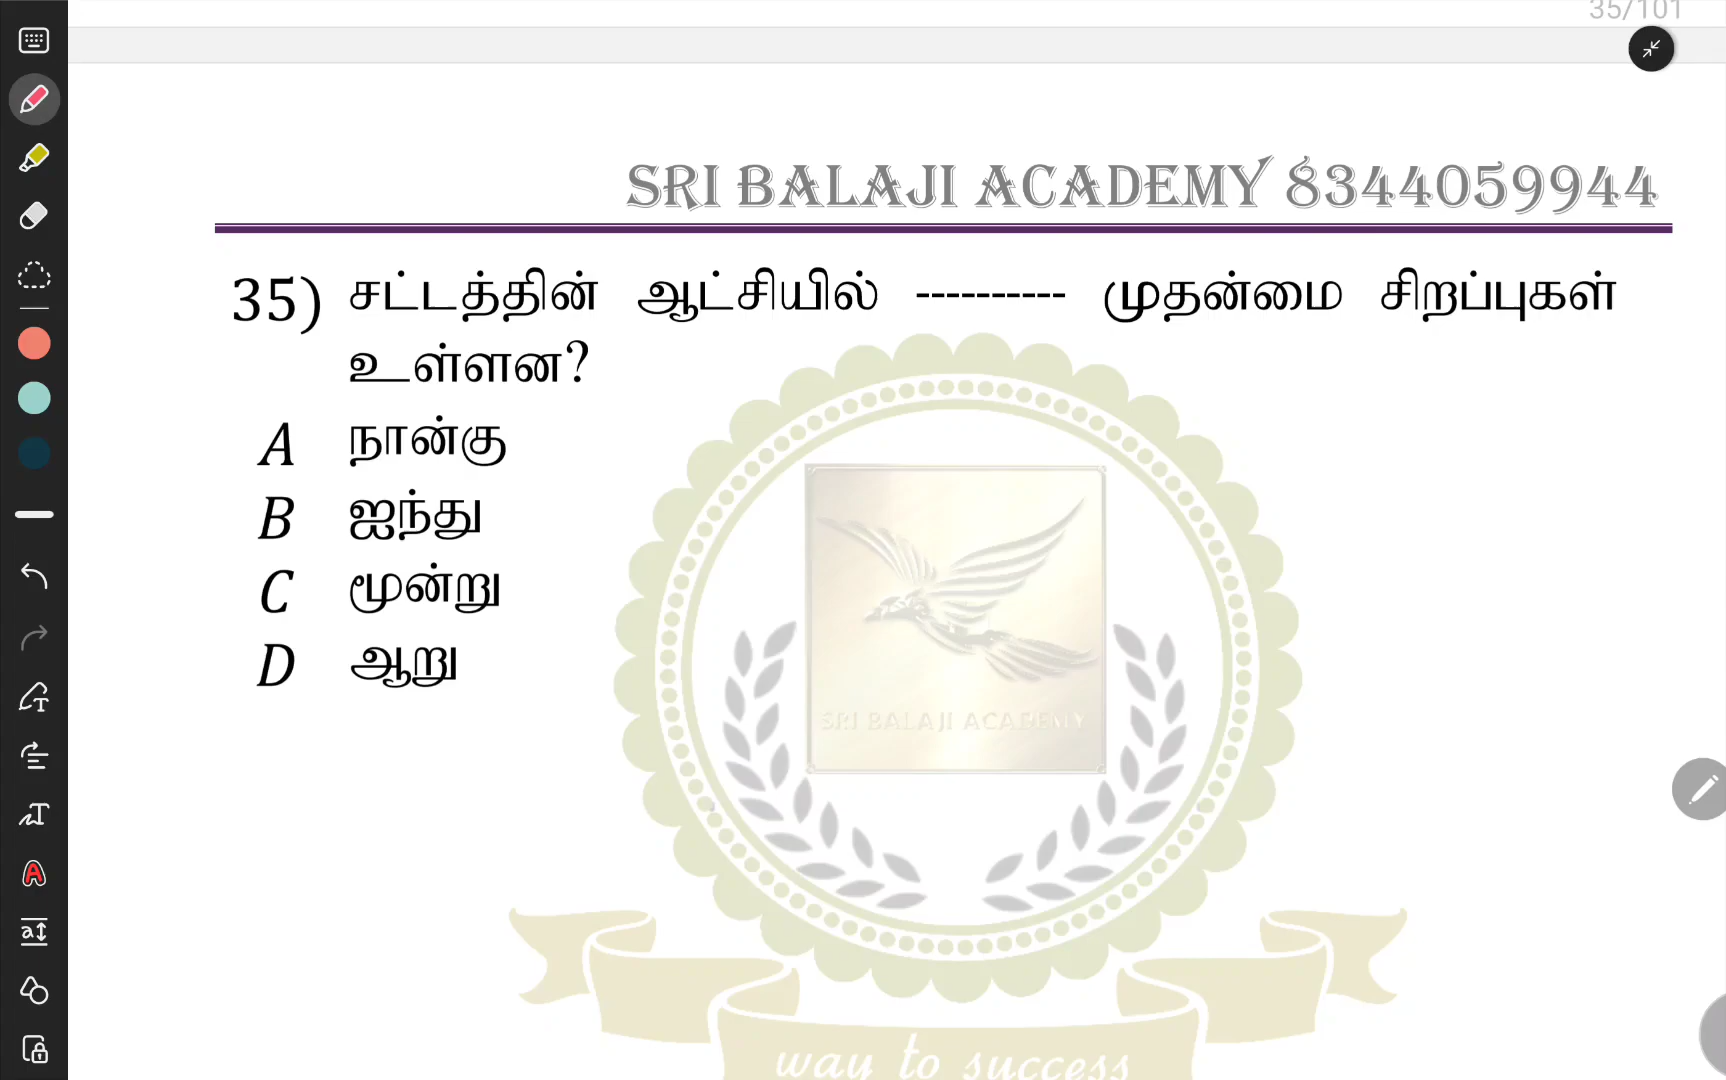 35/101
SRI BALAJI ACADEMY 8344059944
35) சட்டத்தின் ஆட்சியில் ---------- முதன்மை சிறப்புகள்
உள்ளன?
A நான்கு
B ஐந்து
C மூன்று
D ஆறு
SRI BALAJI ACADEMY
way to success